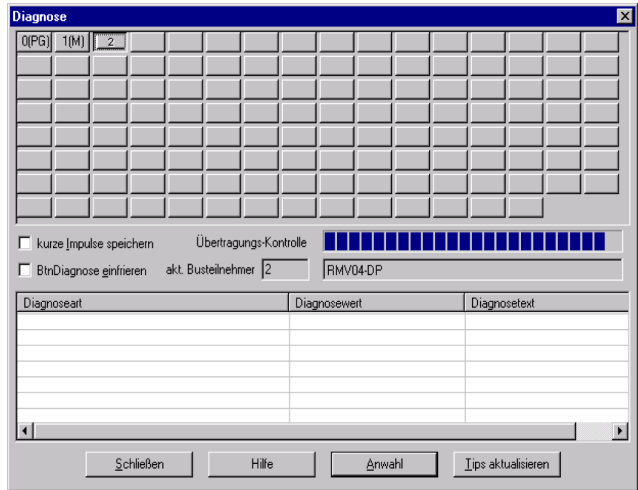 Diagnose
0(PG) 1(M) 2
kurze Impulse speichern Übertragungs-Kontrolle
BtnDiagnose einfrieren akt. Busteilnehmer 2 RMV04-DP
Diagnoseart Diagnosewert Diagnosetext
Schließen Hilfe Anwahl Tips aktualisieren